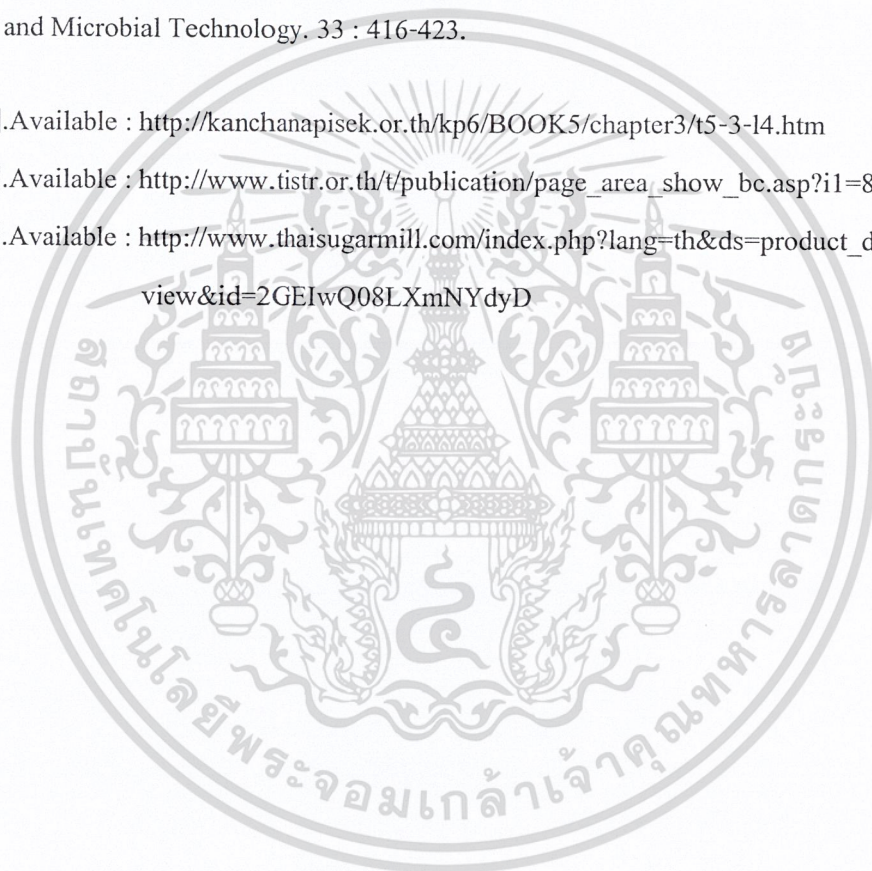 and Microbial Technology. 33 : 416-423.
].Available : http://kanchanapisek.or.th/kp6/BOOK5/chapter3/t5-3-l4.htm
.Available : http://www.tistr.or.th/t/publication/page_area_show_bc.asp?i1=8
.Available : http://www.thaisugarmill.com/index.php?lang=th&ds=product_d
view&id=2GEIwQ08LXmNYdyD
๔
สถาบันเทคโนโลยีพระจอมเกล้าเจ้าคุณทหารลาดกระบัง